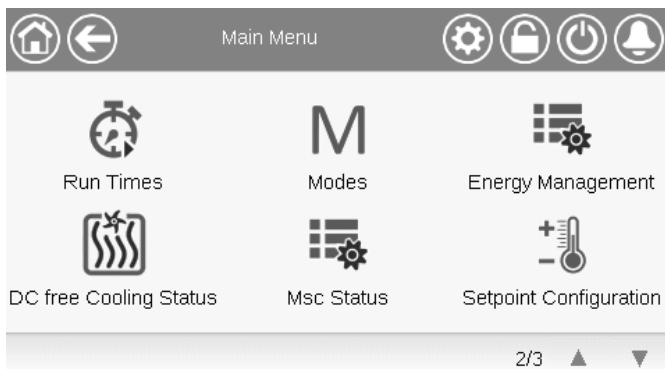 Main Menu
M
Run Times Modes Energy Management
DC free Cooling Status Msc Status Setpoint Configuration
2/3